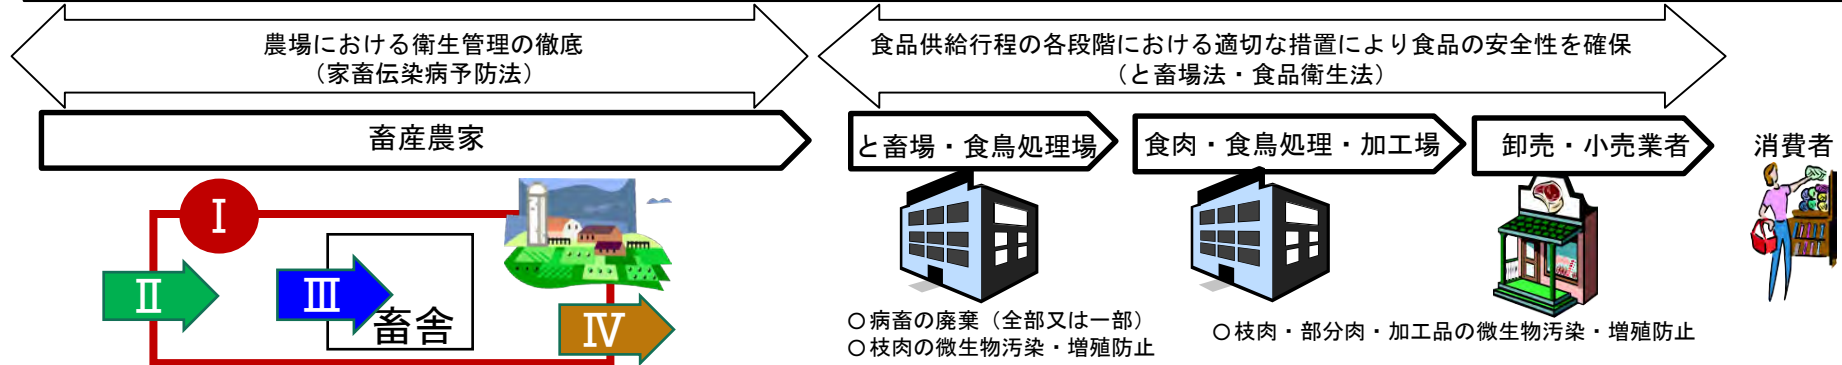 農場における衛生管理の徹底
（家畜伝染病予防法）
食品供給行程の各段階における適切な措置により食品の安全性を確保
（と畜場法・食品衛生法）
畜産農家
と畜場・食鳥処理場
食肉・食鳥処理・加工場
卸売・小売業者
消費者
Ⅰ
Ⅱ
Ⅲ
畜舎
Ⅳ
○病畜の廃棄（全部又は一部）
○枝肉の微生物汚染・増殖防止
○枝肉・部分肉・加工品の微生物汚染・増殖防止